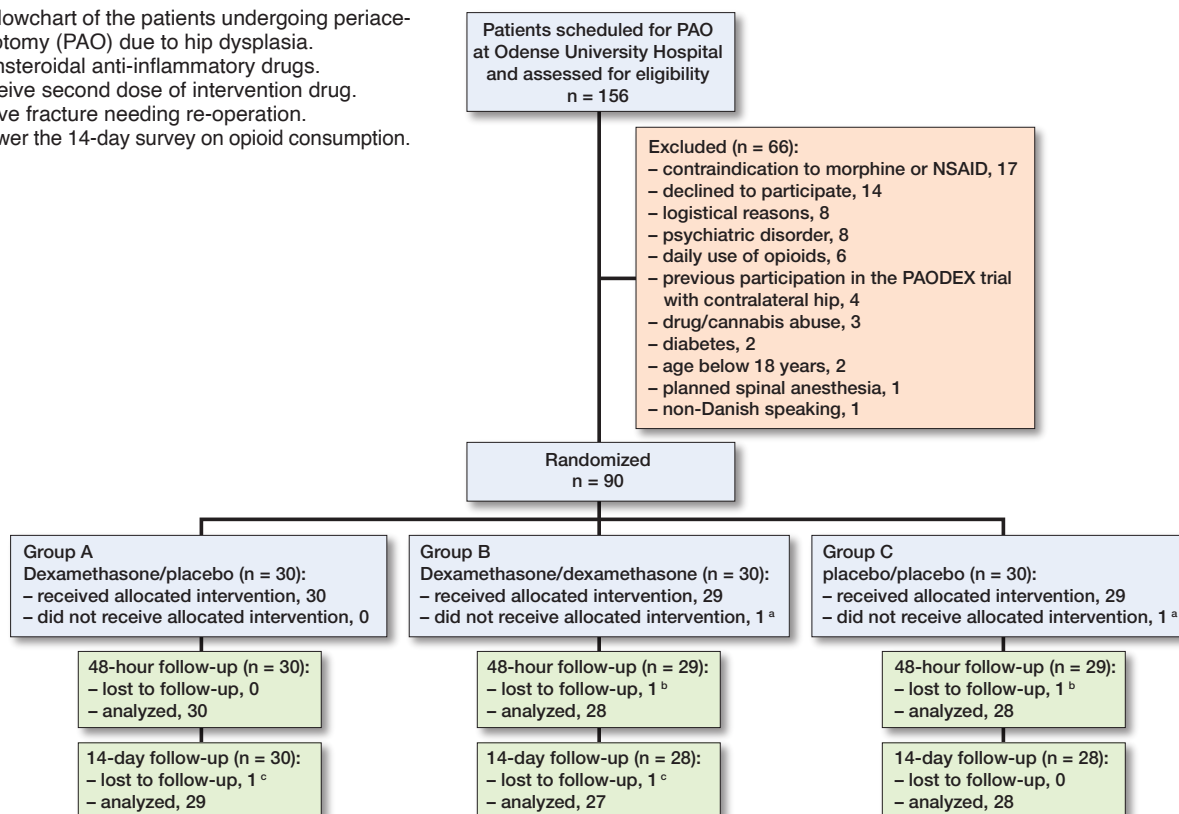 lowchart of the patients undergoing periace-
otomy (PAO) due to hip dysplasia.
nsteroidal anti-inflammatory drugs.
eive second dose of intervention drug.
ve fracture needing re-operation.
wer the 14-day survey on opioid consumption.
Patients scheduled for PAO
at Odense University Hospital
and assessed for eligibility
n = 156
Excluded (n = 66):
– contraindication to morphine or NSAID, 17
– declined to participate, 14
– logistical reasons, 8
– psychiatric disorder, 8
– daily use of opioids, 6
– previous participation in the PAODEX trial
with contralateral hip, 4
– drug/cannabis abuse, 3
– diabetes, 2
– age below 18 years, 2
– planned spinal anesthesia, 1
– non-Danish speaking, 1
Randomized
n = 90
Group A
Dexamethasone/placebo (n = 30):
– received allocated intervention, 30
– did not receive allocated intervention, 0
Group B
Dexamethasone/dexamethasone (n = 30):
– received allocated intervention, 29
– did not receive allocated intervention, 1 a
Group C
placebo/placebo (n = 30):
– received allocated intervention, 29
– did not receive allocated intervention, 1 a
48-hour follow-up (n = 30):
– lost to follow-up, 0
– analyzed, 30
48-hour follow-up (n = 29):
– lost to follow-up, 1 b
– analyzed, 28
48-hour follow-up (n = 29):
– lost to follow-up, 1 b
– analyzed, 28
14-day follow-up (n = 30):
– lost to follow-up, 1 c
– analyzed, 29
14-day follow-up (n = 28):
– lost to follow-up, 1 c
– analyzed, 27
14-day follow-up (n = 28):
– lost to follow-up, 0
– analyzed, 28